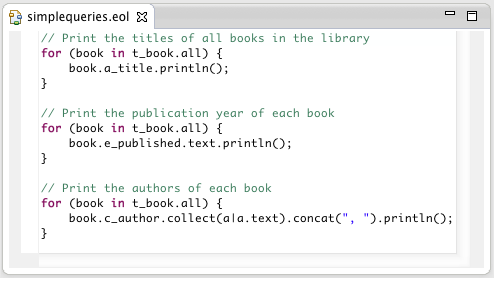 simplequeries.eol
// Print the titles of all books in the library
for (book in t_book.all) {
    book.a_title.println();
}

// Print the publication year of each book
for (book in t_book.all) {
    book.e_published.text.println();
}

// Print the authors of each book
for (book in t_book.all) {
    book.c_author.collect(a|a.text).concat(", ").println();
}